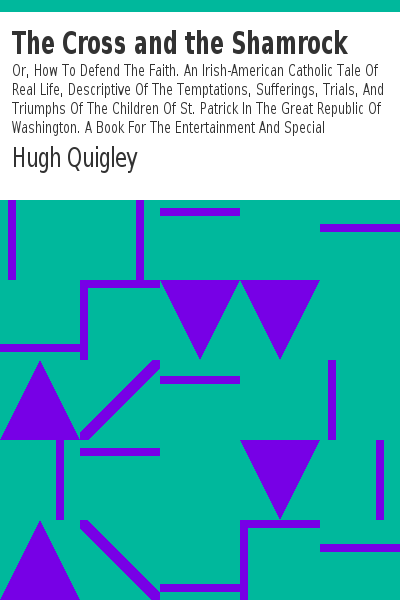 The Cross and the Shamrock
Or, How To Defend The Faith. An Irish-American Catholic Tale Of
Real Life, Descriptive Of The Temptations, Sufferings, Trials, And
Triumphs Of The Children Of St. Patrick In The Great Republic Of
Washington. A Book For The Entertainment And Special
Hugh Quigley